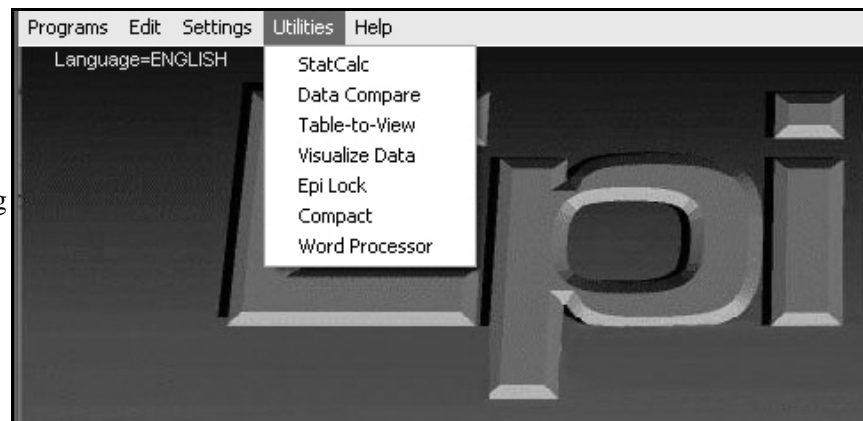 Programs Edit Settings Utilities Help
Language=ENGLISH
StatCalc
Data Compare
Table-to-View
Visualize Data
Epi Lock
Compact
Word Processor
g
Epi